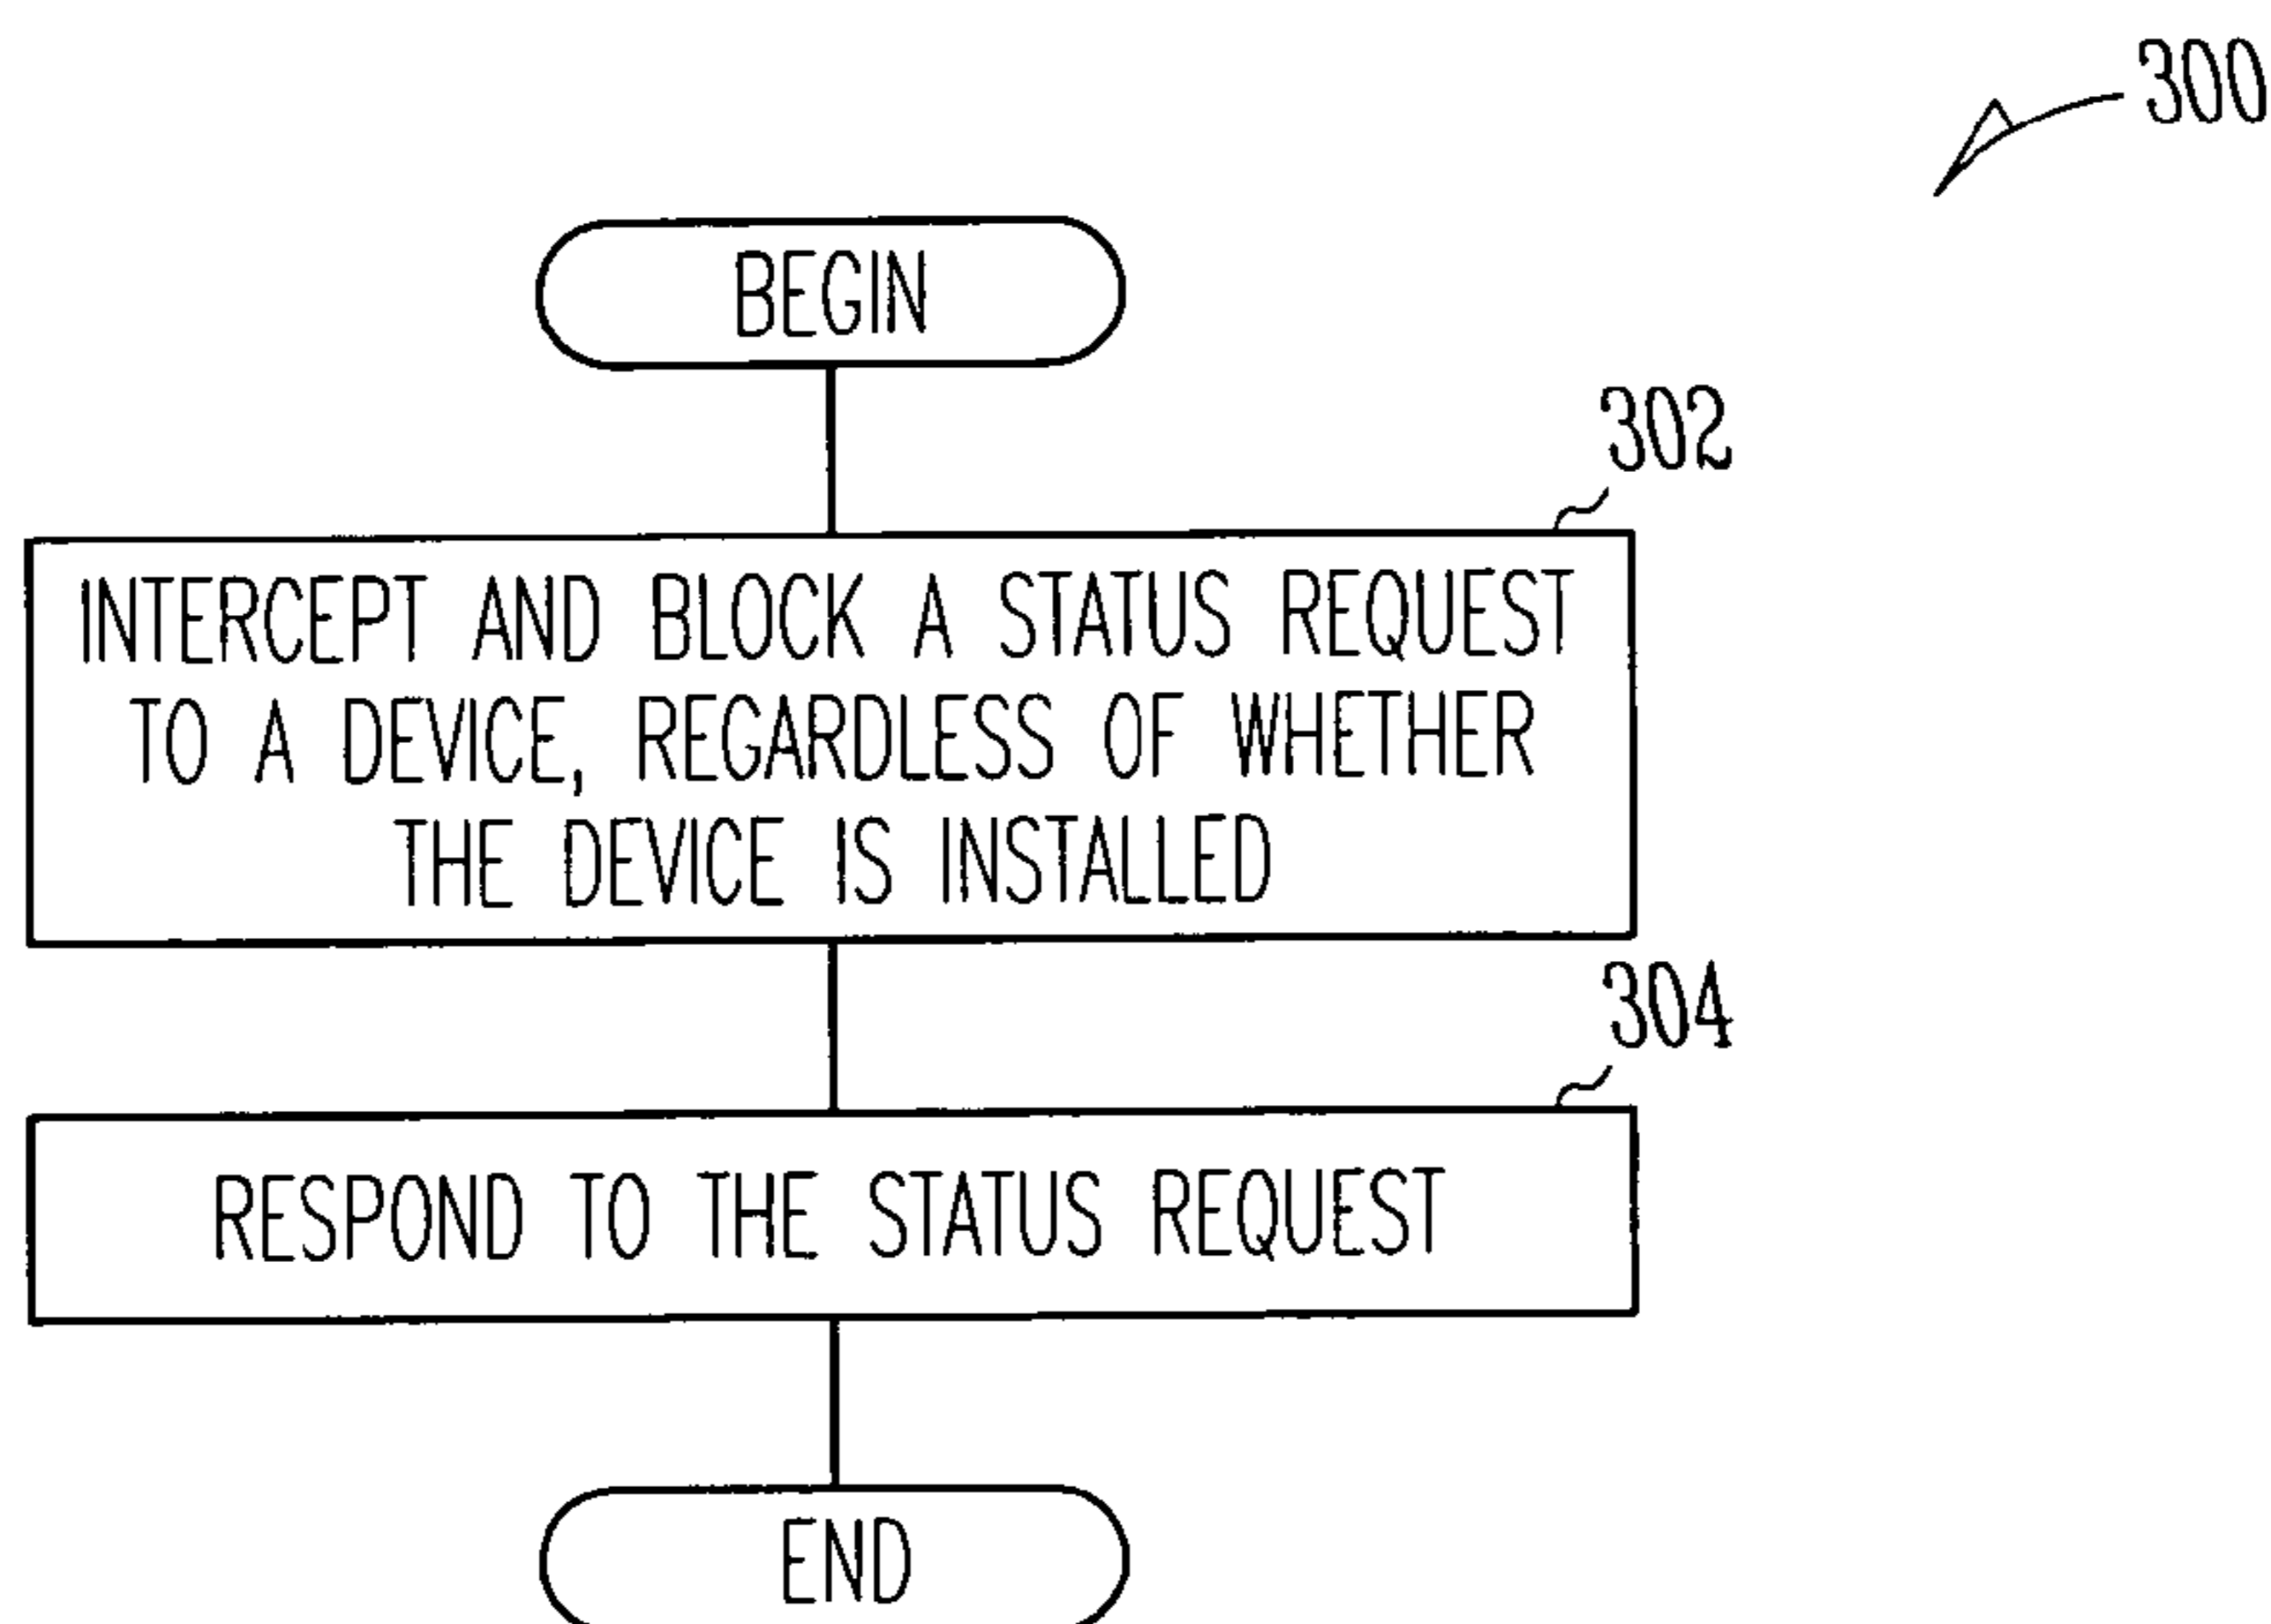 300
BEGIN
302
INTERCEPT AND BLOCK A STATUS REQUEST
TO A DEVICE, REGARDLESS OF WHETHER
THE DEVICE IS INSTALLED
304
RESPOND TO THE STATUS REQUEST
END